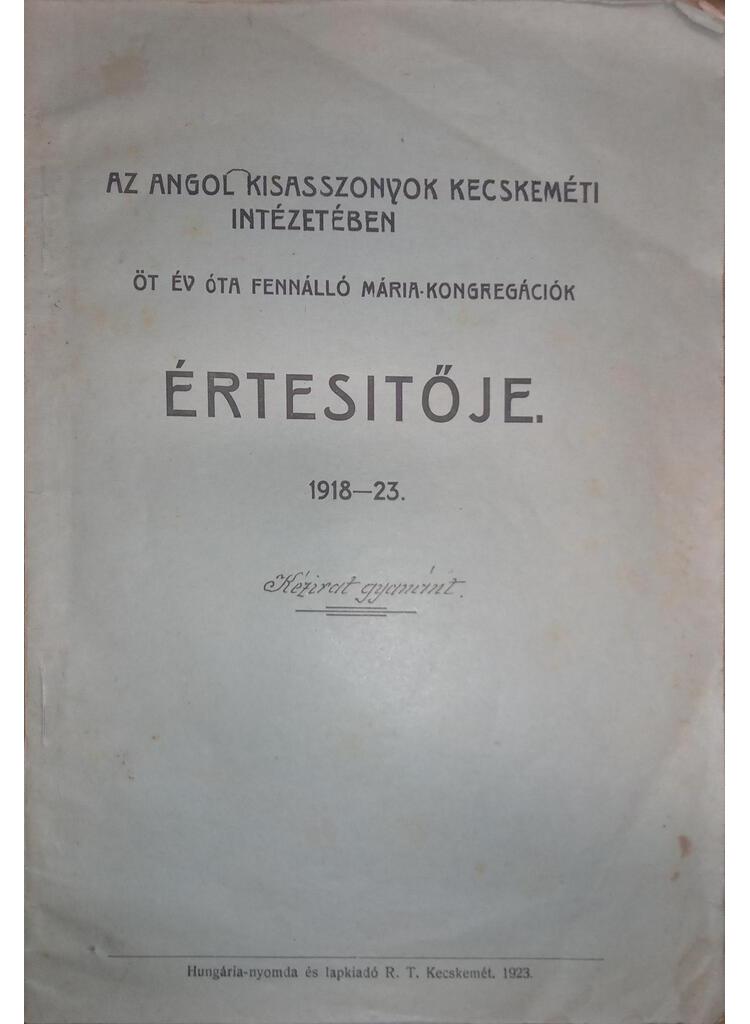 AZ ANGOL KISASSZONYOK KECSKEMÉTI
INTÉZETÉBEN
ÖT ÉV ÓTA FENNÁLLÓ MÁRIA-KONGREGÁCIÓK
ÉRTESITŐJE.
1918—23.
Kézirat gyanánt.
Hungária-nyomda és lapkiadó R. T. Kecskemét. 1923.